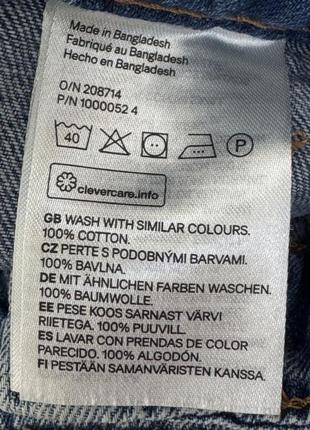 Made in Bangladesh
Fabriqué au Bangladesh
Hecho en Bangladesh
O/N 208714
P/N 1000052 4
40 P
clevercare.info
GB WASH WITH SIMILAR COLOURS.
100% COTTON.
CZ PERTE S PODOBNÝMI BARVAMI.
100% BAVLNA.
DE MIT ÄHNLICHEN FARBEN WASCHEN.
100% BAUMWOLLE.
EE PESE KOOS SARNAST VÄRVI
RIIETEGA. 100% PUUVILL.
ES LAVAR CON PRENDAS DE COLOR
PARECIDO. 100% ALGODÓN.
FI PESTÄÄN SAMANVÄRISTEN KANSSA.